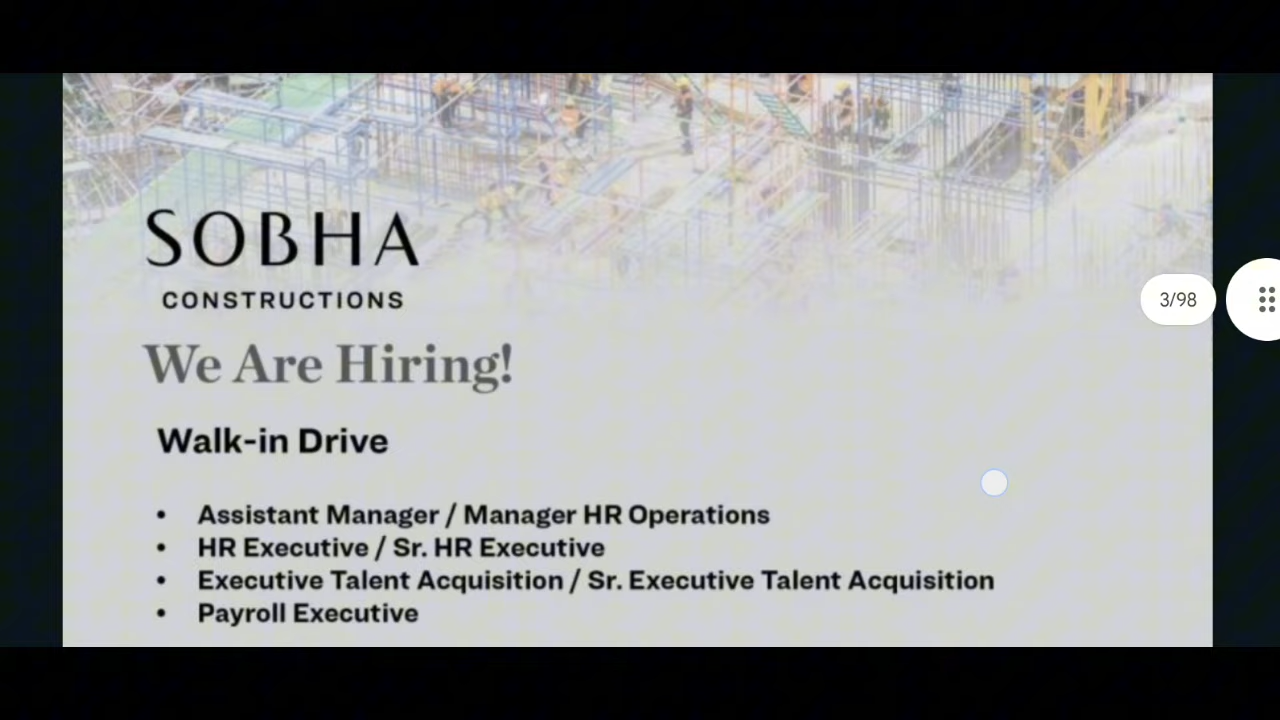 SOBHA
CONSTRUCTIONS
3/98
We Are Hiring!
Walk-in Drive
• Assistant Manager / Manager HR Operations
• HR Executive / Sr. HR Executive
• Executive Talent Acquisition / Sr. Executive Talent Acquisition
• Payroll Executive